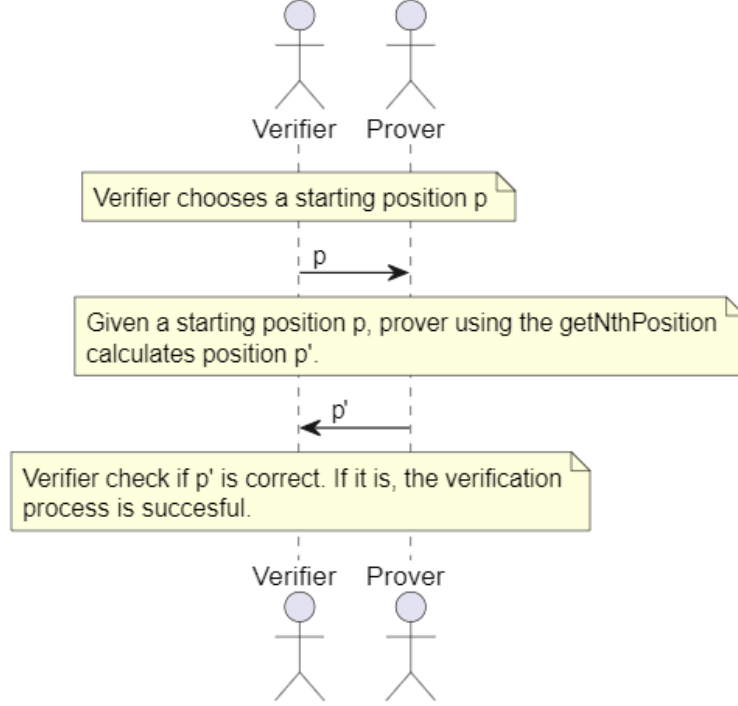 Verifier Prover
Verifier chooses a starting position p
p
Given a starting position p, prover using the getNthPosition
calculates position p'.
p'
Verifier check if p' is correct. If it is, the verification
process is succesful.
Verifier Prover